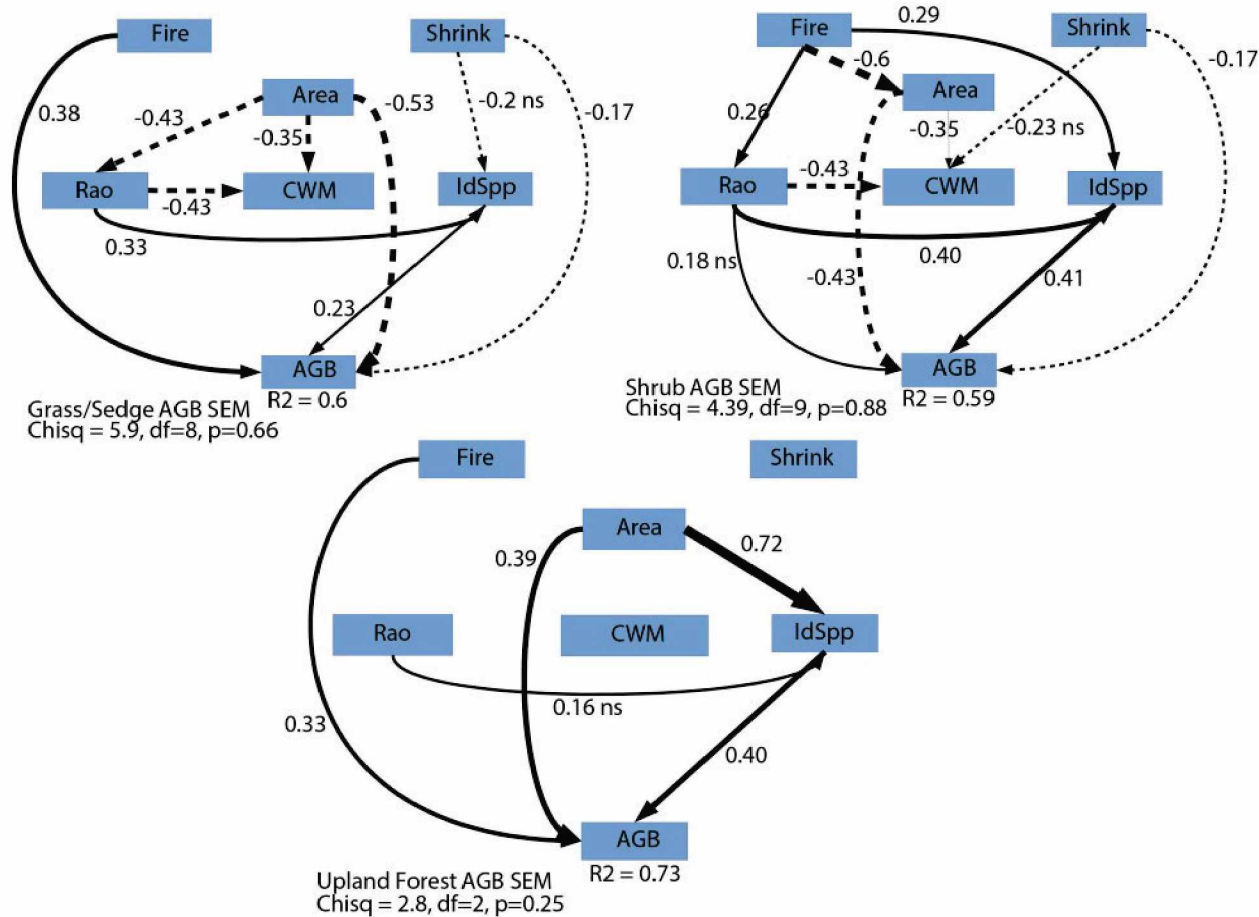 Fire
Shrink
0.38
Area
-0.53
-0.2 ns
-0.17
-0.43
-0.35
Rao
CWM
IdSpp
-0.43
0.33
0.23
AGB
R2 = 0.6
Grass/Sedge AGB SEM
Chisq = 5.9, df=8, p=0.66
Fire
0.29
Shrink
-0.6
-0.17
Area
0.26
-0.35
-0.23 ns
Rao
-0.43
CWM
IdSpp
0.18 ns
0.40
-0.43
0.41
AGB
R2 = 0.59
Shrub AGB SEM
Chisq = 4.39, df=9, p=0.88
Fire
Shrink
Area
0.39
0.72
Rao
CWM
IdSpp
0.16 ns
0.33
0.40
AGB
R2 = 0.73
Upland Forest AGB SEM
Chisq = 2.8, df=2, p=0.25